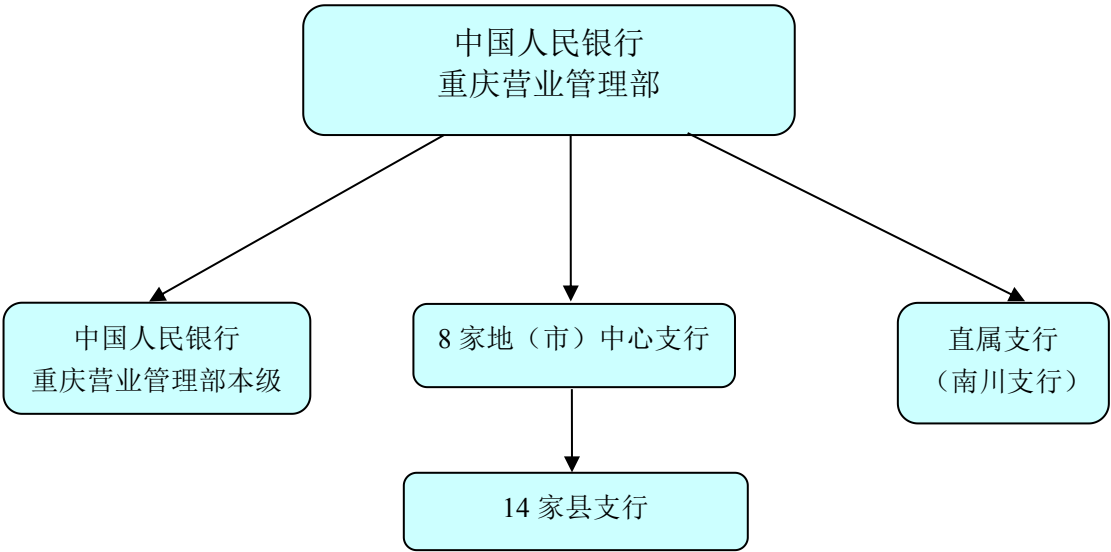 中国人民银行
重庆营业管理部
中国人民银行
重庆营业管理部本级
8 家地（市）中心支行
直属支行
（南川支行）
14 家县支行